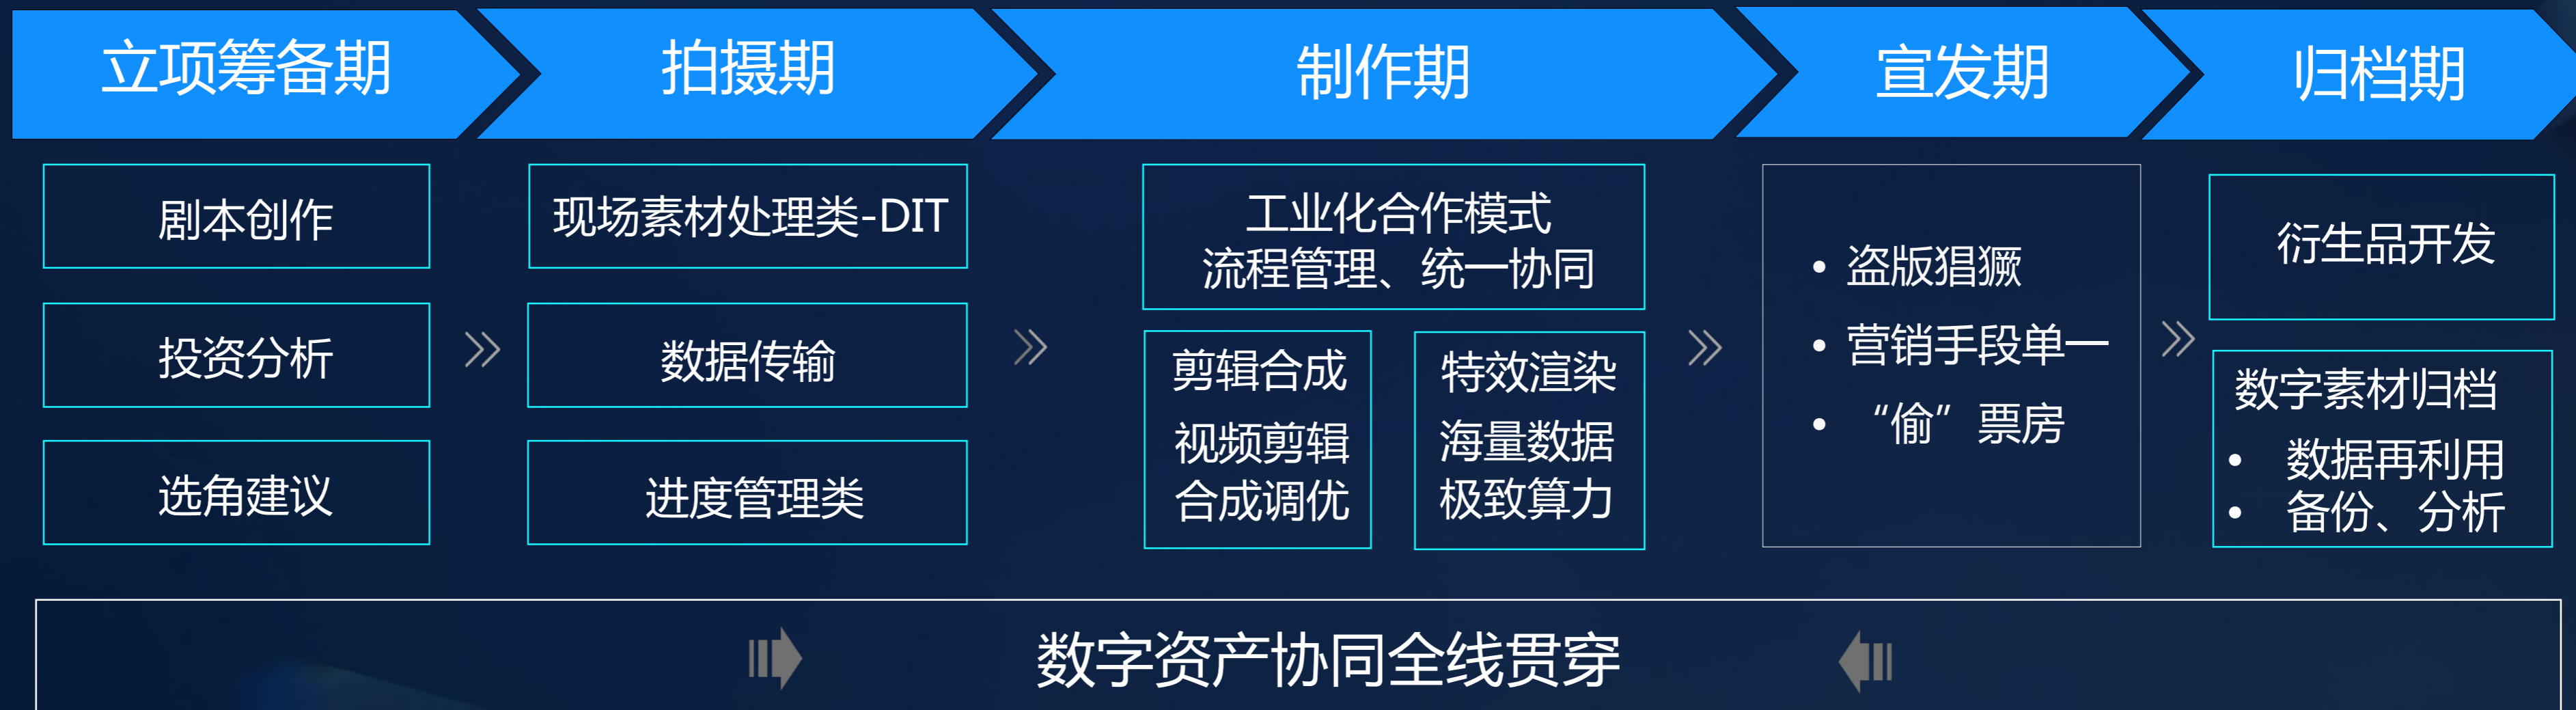 立项筹备期
拍摄期
制作期
宣发期
归档期
剧本创作
投资分析
选角建议
现场素材处理类-DIT
数据传输
进度管理类
工业化合作模式
流程管理、统一协同
剪辑合成
视频剪辑
合成调优
特效渲染
海量数据
极致算力
• 盗版猖獗
• 营销手段单一
• “偷”票房
衍生品开发
数字素材归档
• 数据再利用
• 备份、分析
数字资产协同全线贯穿